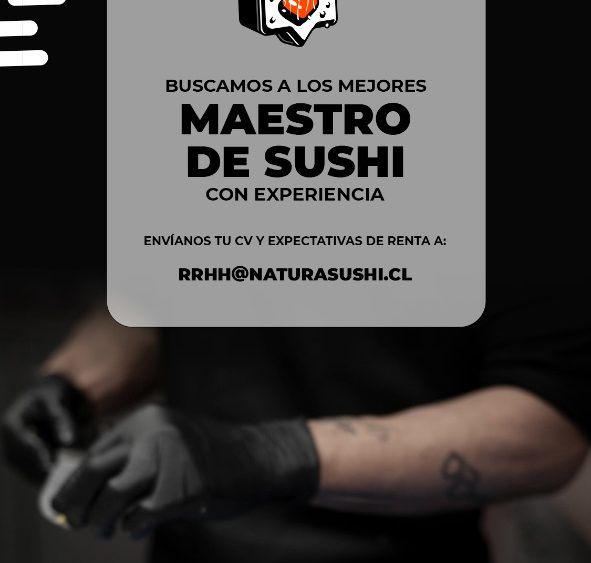 BUSCAMOS A LOS MEJORES
MAESTRO
DE SUSHI
CON EXPERIENCIA
ENVÍANOS TU CV Y EXPECTATIVAS DE RENTA A:
RRHH@NATURASUSHI.CL